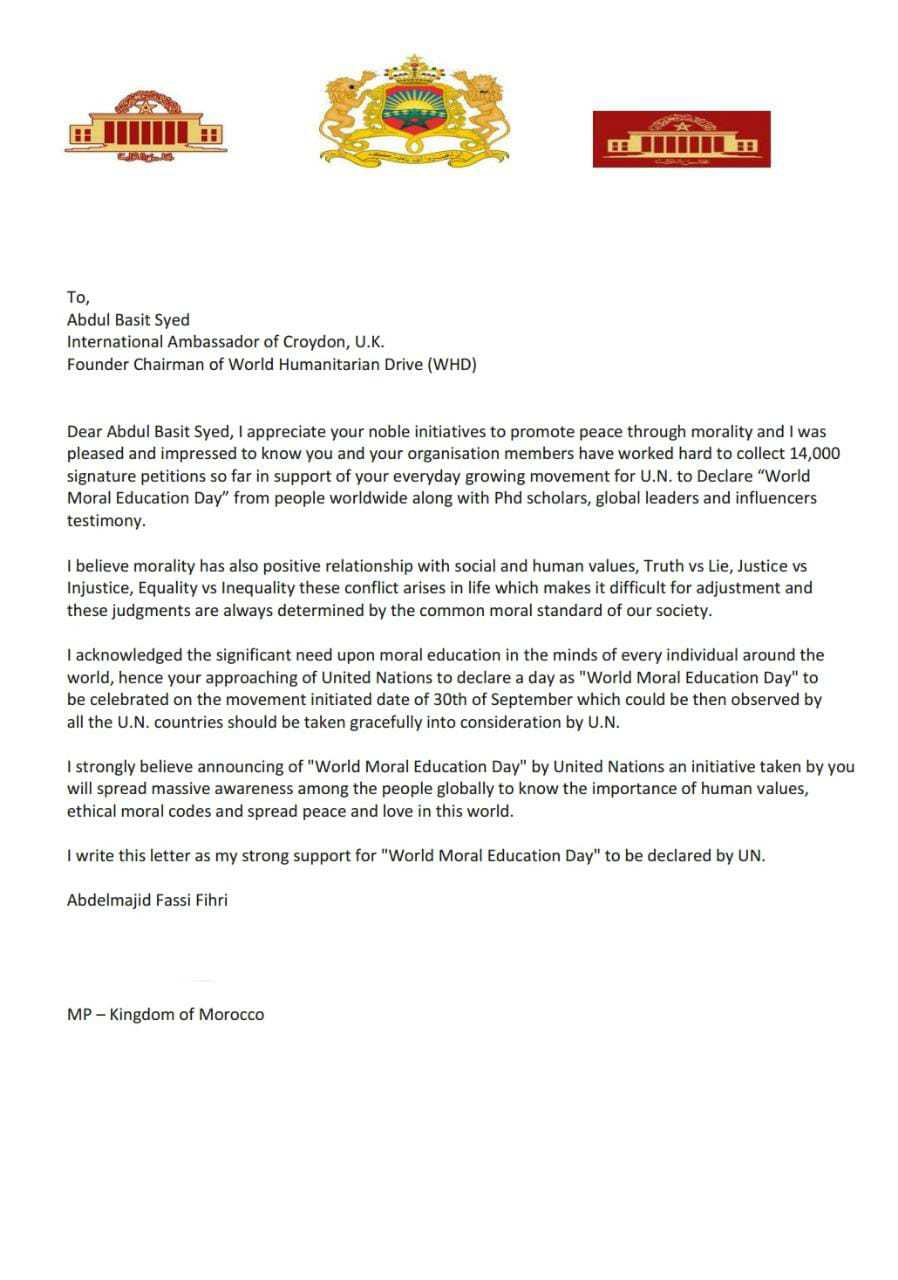 To,
Abdul Basit Syed
International Ambassador of Croydon, U.K.
Founder Chairman of World Humanitarian Drive (WHD)
Dear Abdul Basit Syed, I appreciate your noble initiatives to promote peace through morality and I was
pleased and impressed to know you and your organisation members have worked hard to collect 14,000
signature petitions so far in support of your everyday growing movement for U.N. to Declare “World
Moral Education Day” from people worldwide along with Phd scholars, global leaders and influencers
testimony.
I believe morality has also positive relationship with social and human values, Truth vs Lie, Justice vs
Injustice, Equality vs Inequality these conflict arises in life which makes it difficult for adjustment and
these judgments are always determined by the common moral standard of our society.
I acknowledged the significant need upon moral education in the minds of every individual around the
world, hence your approaching of United Nations to declare a day as "World Moral Education Day" to
be celebrated on the movement initiated date of 30th of September which could be then observed by
all the U.N. countries should be taken gracefully into consideration by U.N.
I strongly believe announcing of "World Moral Education Day" by United Nations an initiative taken by you
will spread massive awareness among the people globally to know the importance of human values,
ethical moral codes and spread peace and love in this world.
I write this letter as my strong support for "World Moral Education Day" to be declared by UN.
Abdelmajid Fassi Fihri
MP – Kingdom of Morocco